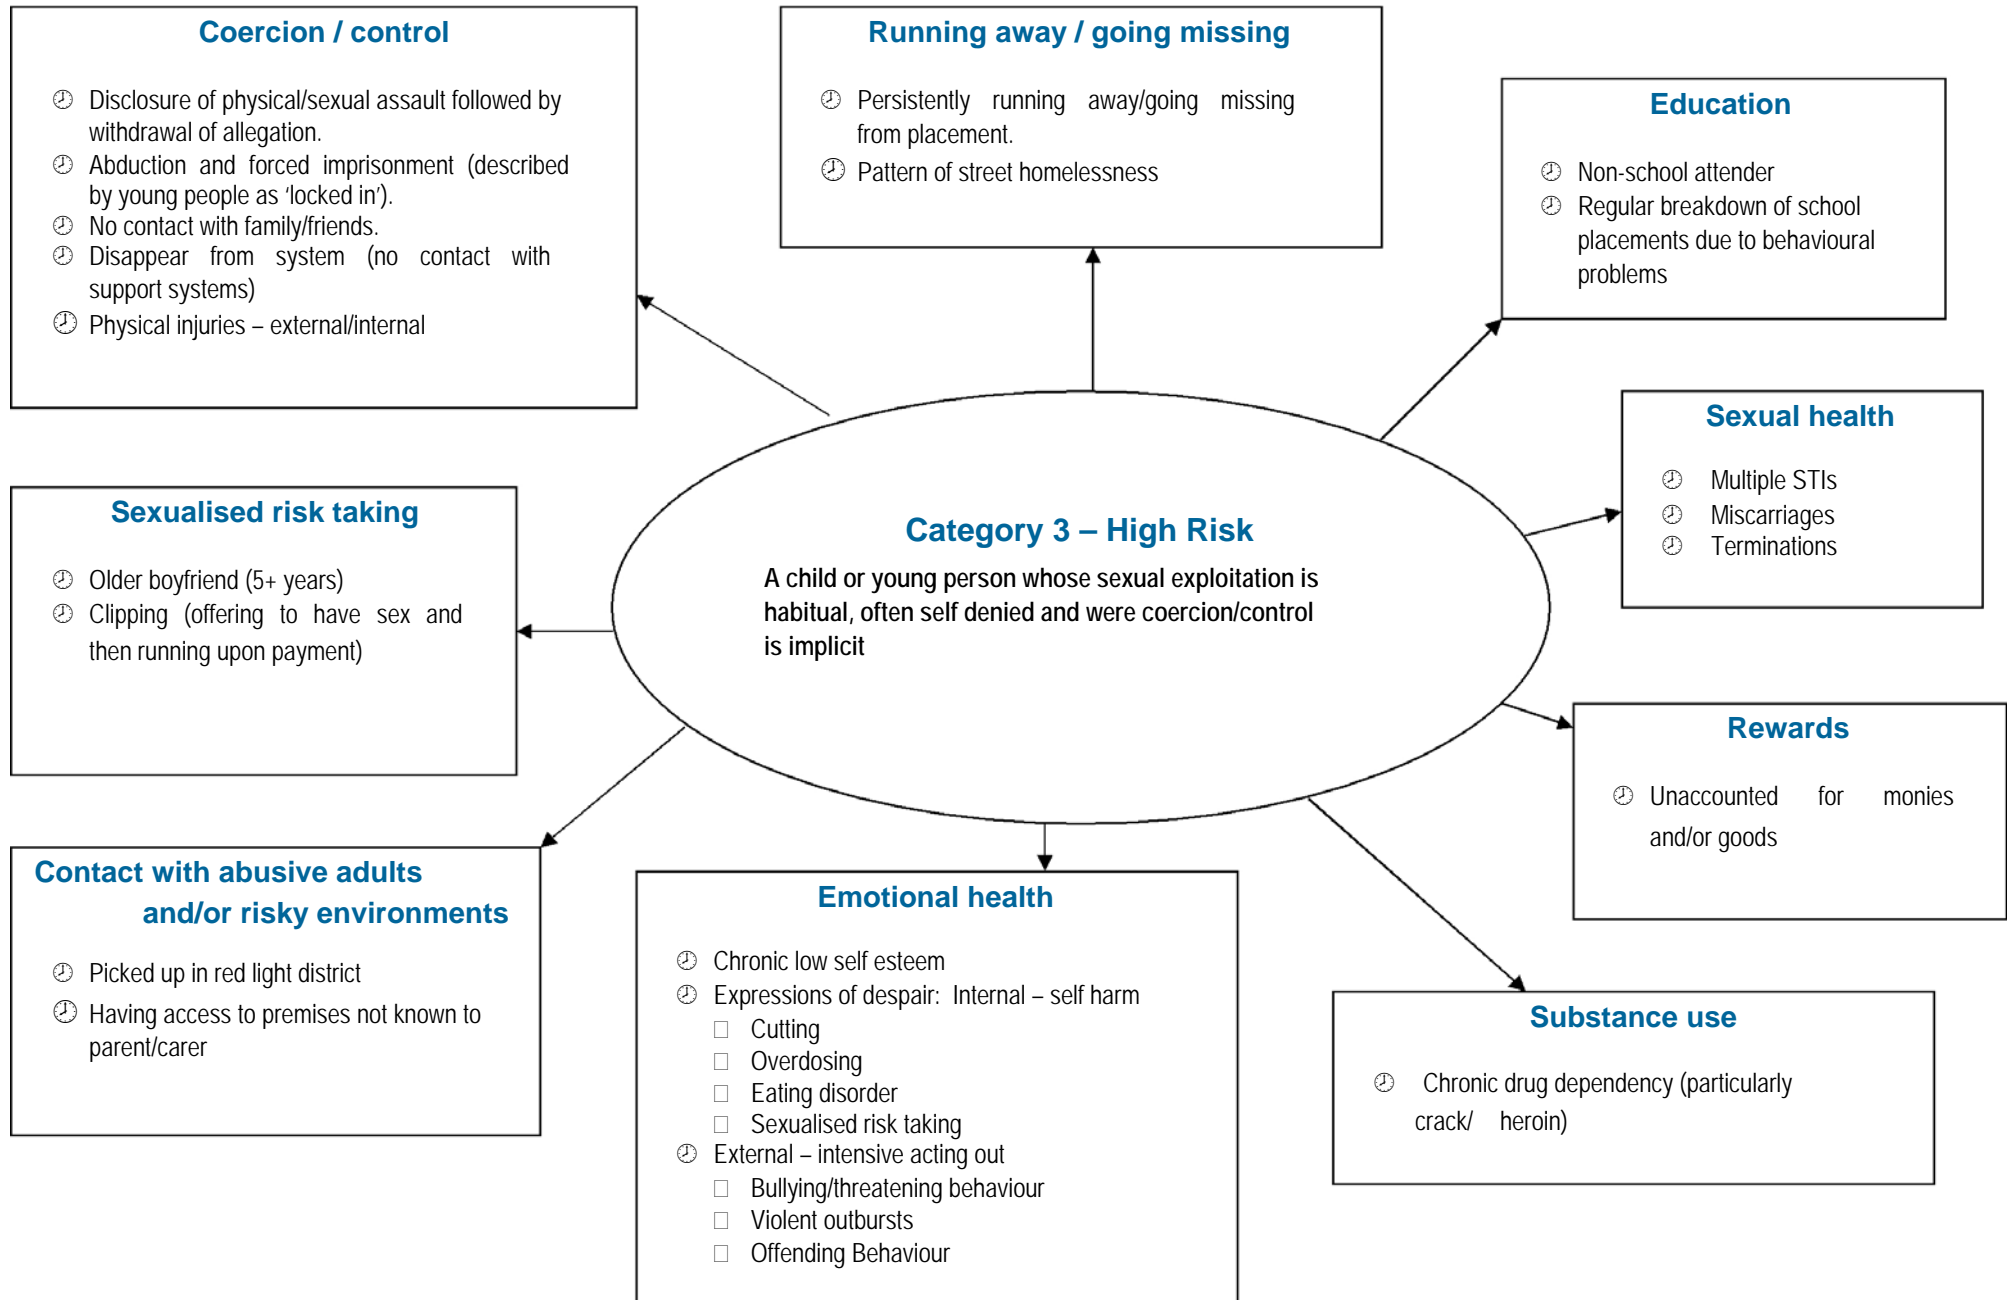 Coercion / control
Disclosure of physical/sexual assault followed by
withdrawal of allegation.
Abduction and forced imprisonment (described
by young people as ‘locked in’).
No contact with family/friends.
Disappear from system (no contact with
support systems)
Physical injuries – external/internal
Running away / going missing
Persistently running away/going missing
from placement.
Pattern of street homelessness
Education
Non-school attender
Regular breakdown of school
placements due to behavioural
problems
Sexual health
Multiple STIs
Miscarriages
Terminations
Sexualised risk taking
Older boyfriend (5+ years)
Clipping (offering to have sex and
then running upon payment)
Category 3 – High Risk
A child or young person whose sexual exploitation is
habitual, often self denied and were coercion/control
is implicit
Rewards
Unaccounted for monies
and/or goods
Contact with abusive adults
and/or risky environments
Picked up in red light district
Having access to premises not known to
parent/carer
Emotional health
Chronic low self esteem
Expressions of despair: Internal – self harm
Cutting
Overdosing
Eating disorder
Sexualised risk taking
External – intensive acting out
Bullying/threatening behaviour
Violent outbursts
Offending Behaviour
Substance use
Chronic drug dependency (particularly
crack/ heroin)